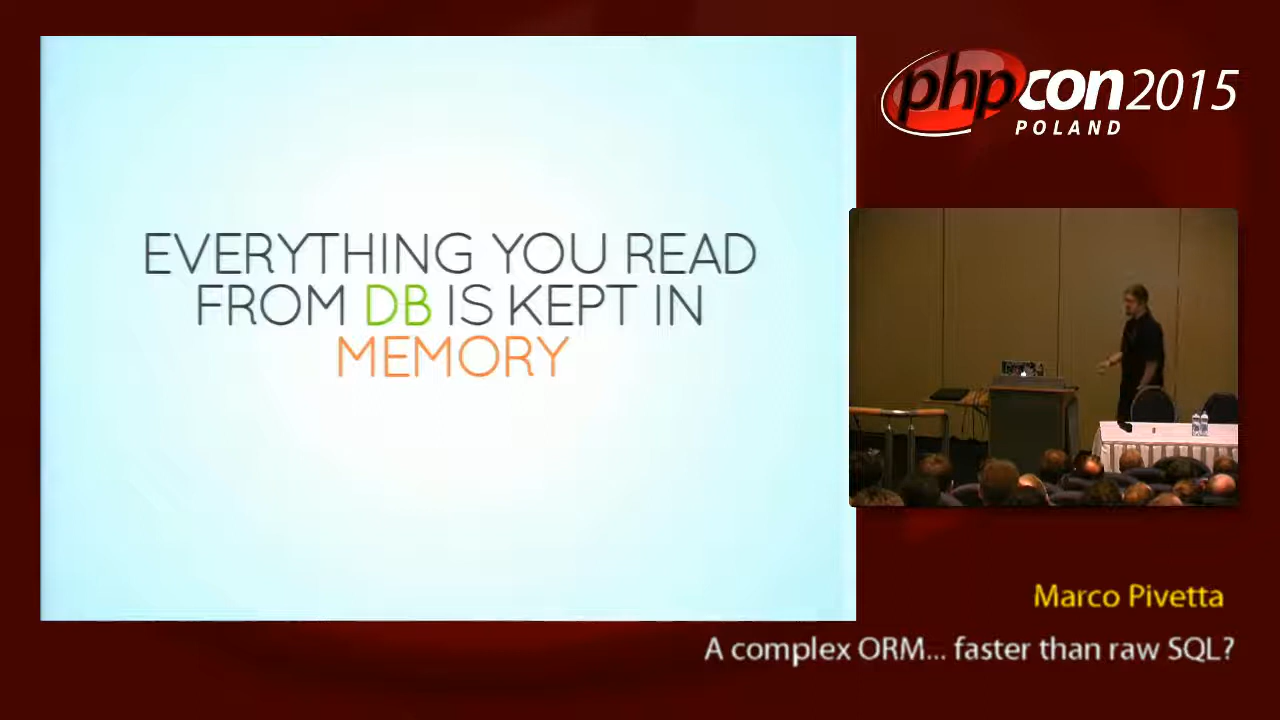 EVERYTHING YOU READ
FROM DB IS KEPT IN
MEMORY
phpcon 2015
POLAND
Marco Pivetta
A complex ORM... faster than raw SQL?